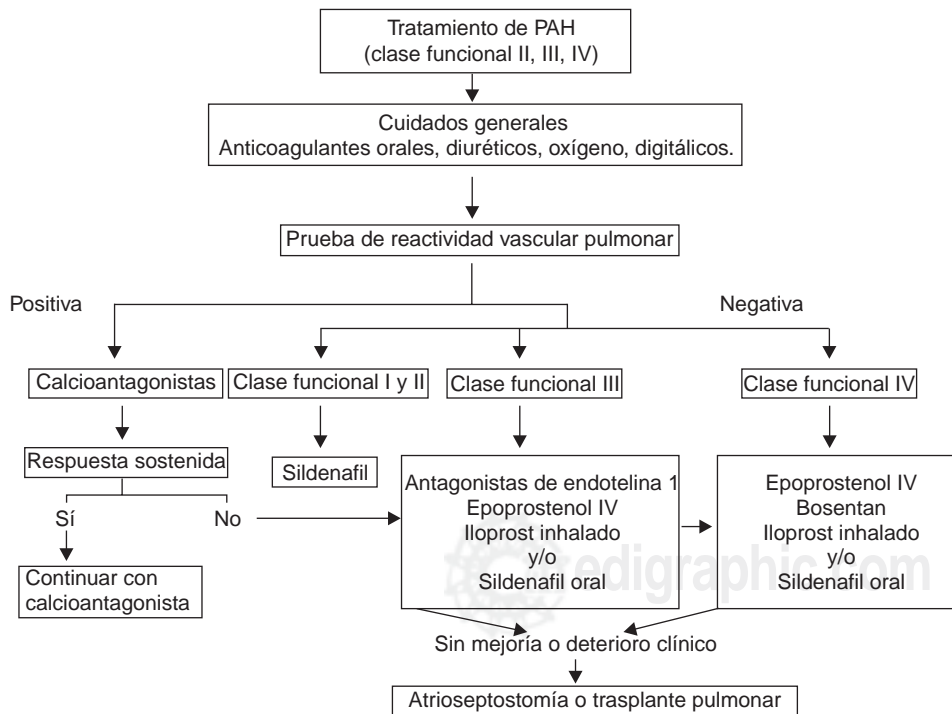 Tratamiento de PAH
(clase funcional II, III, IV)
Cuidados generales
Anticoagulantes orales, diuréticos, oxígeno, digitálicos.
Prueba de reactividad vascular pulmonar
Positiva
Negativa
Calcioantagonistas
Clase funcional I y II
Clase funcional III
Clase funcional IV
Respuesta sostenida
Sildenafil
Sí
No
Continuar con
calcioantagonista
Antagonistas de endotelina 1
Epoprostenol IV
Iloprost inhalado
y/o
Sildenafil oral
Epoprostenol IV
Bosentan
Iloprost inhalado
y/o
Sildenafil oral
edigraphic.com
Sin mejoría o deterioro clínico
Atrioseptostomía o trasplante pulmonar